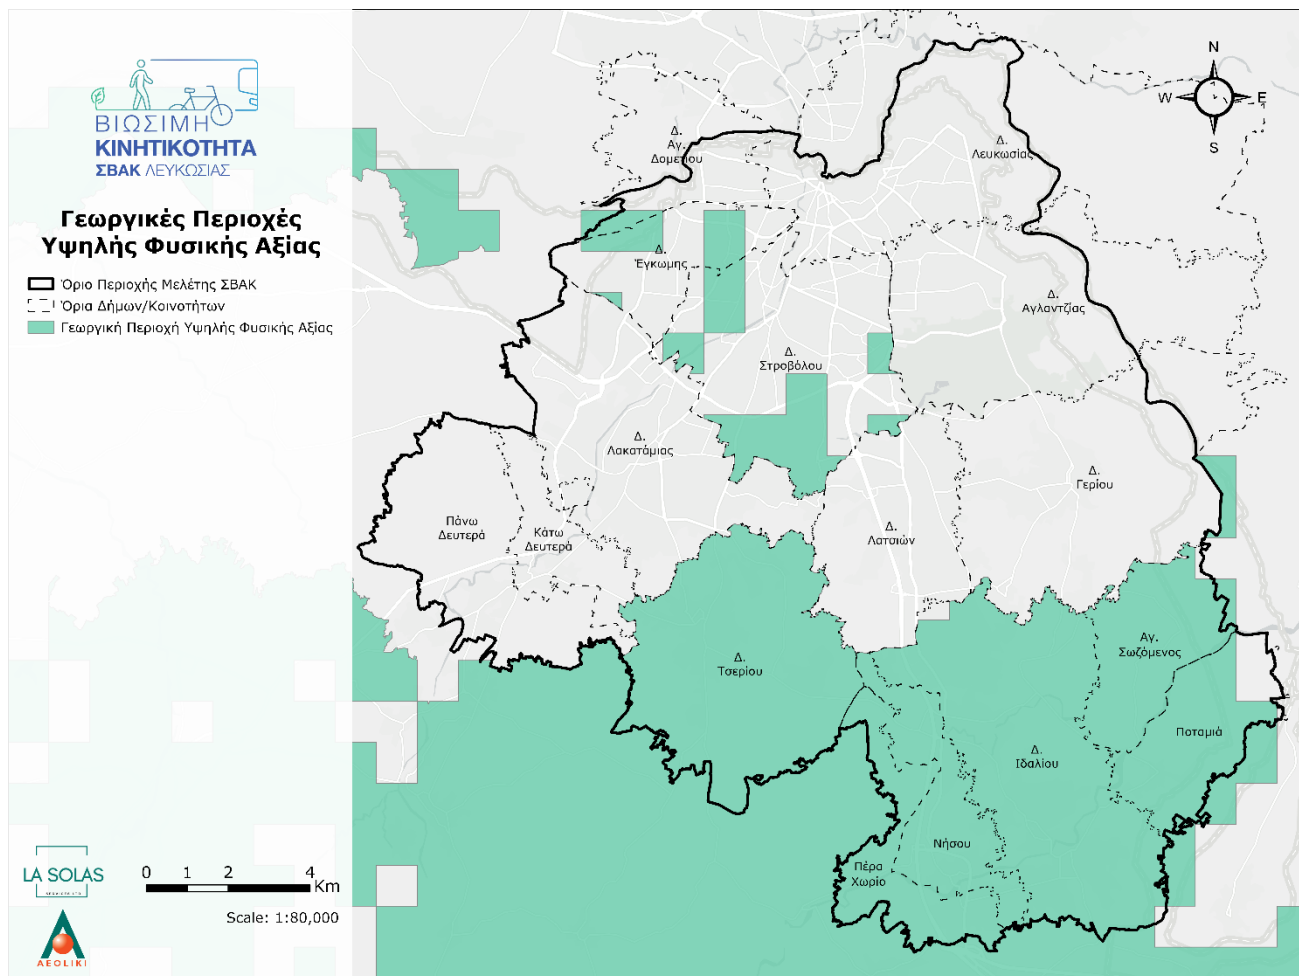 ΒΙΩΣΙΜΗ
ΚΙΝΗΤΙΚΟΤΗΤΑ
ΣΒΑΚ ΛΕΥΚΩΣΙΑΣ
Γεωργικές Περιοχές
Υψηλής Φυσικής Αξίας
Όριο Περιοχής Μελέτης ΣΒΑΚ
Όρια Δήμων/Κοινοτήτων
Γεωργική Περιοχή Υψηλής Φυσικής Αξίας
N
W
E
S
Δ.
Αγ.
Δομετίου
Δ.
Λευκωσίας
Δ.
Έγκωμης
Δ.
Αγλαντζίας
Δ.
Στροβόλου
Δ.
Λακατάμιας
Δ.
Γερίου
Πάνω
Δευτερά
Κάτω
Δευτερά
Δ.
Λατσιών
Δ.
Τσερίου
Αγ.
Σωζόμενος
Ποταμιά
Δ.
Ιδαλίου
Νήσου
Πέρα
Χωρίο
LA SOLAS
0 1 2 4
Km
Scale: 1:80,000
AEOLIKI